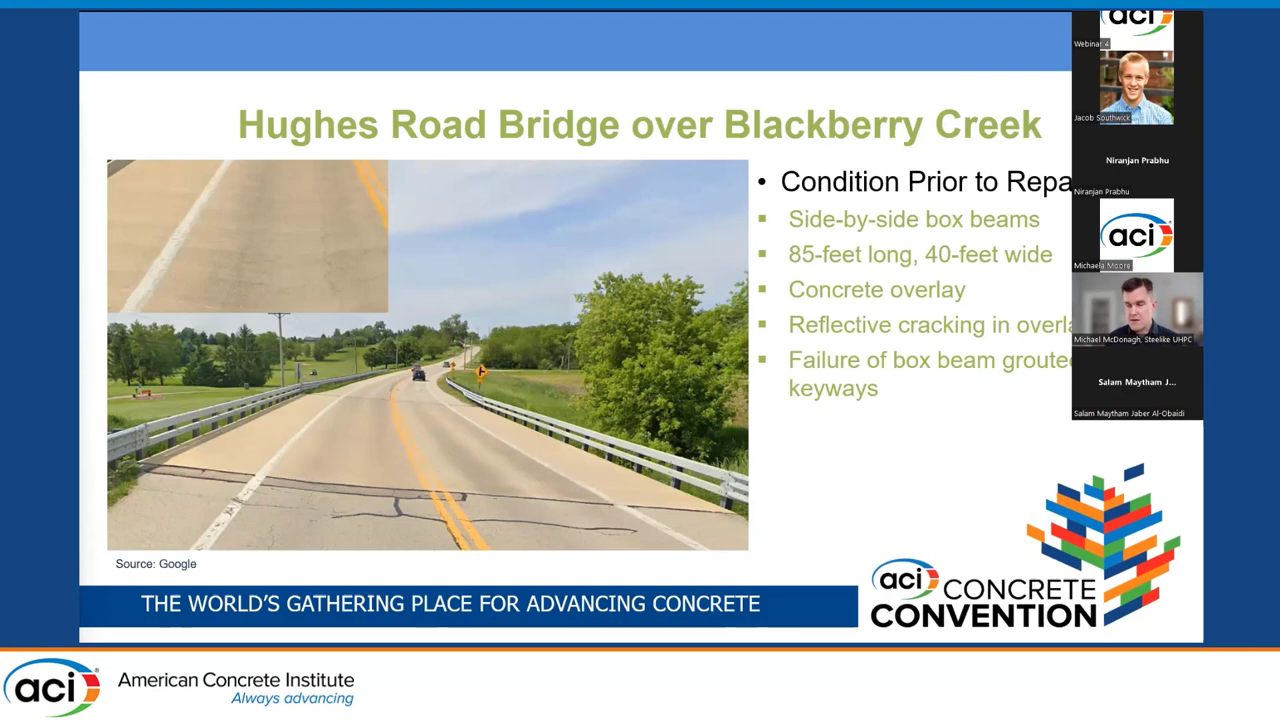 Hughes Road Bridge over Blackberry Creek
• Condition Prior to Repa
▪ Side-by-side box beams
▪ 85-feet long, 40-feet wide
▪ Concrete overlay
▪ Reflective cracking in overla
▪ Failure of box beam groute
keyways
Source: Google
THE WORLD'S GATHERING PLACE FOR ADVANCING CONCRETE
aci CONCRETE
CONVENTION
aci
Webinar 4
Jacob Southwick
Niranjan Prabhu
Niranjan Prabhu
aci
Michaela Moore
Michael McDonagh, Steelike UHPC
Salam Maytham J...
Salam Maytham Jaber Al-Obaidi
aci®
American Concrete Institute
Always advancing